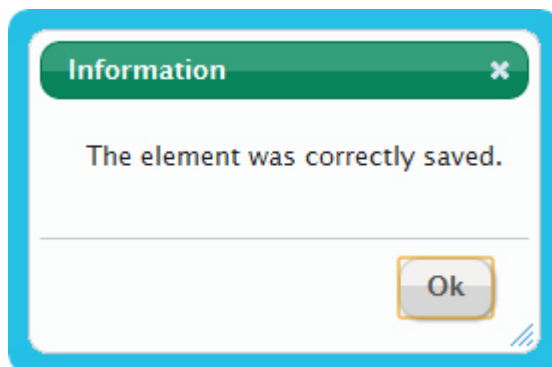 Information
The element was correctly saved.
Ok